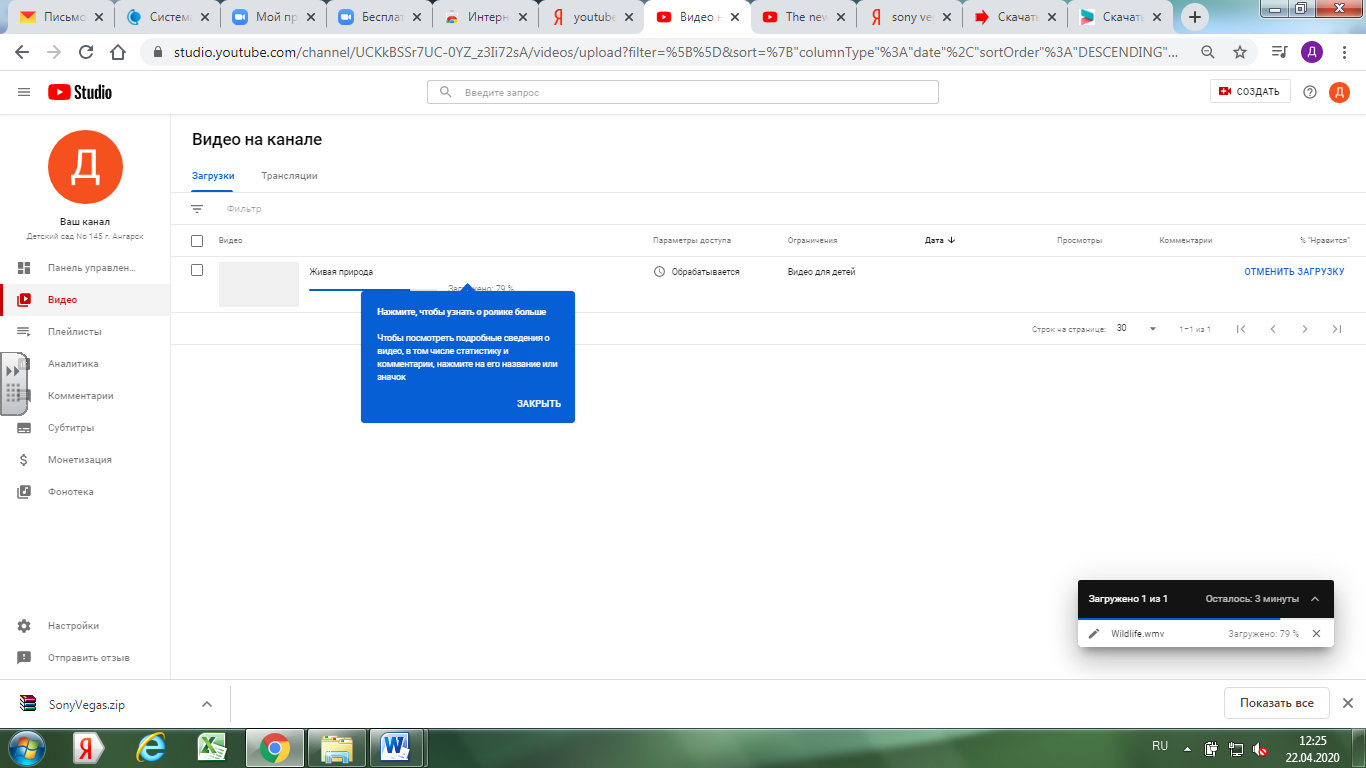 Письмо
Система
Мой пр
Бесплат
Интерн
youtube
Видео н
The new
sony ve
Скачать
Скачать
studio.youtube.com/channel/UCKkBSSr7UC-0YZ_z3Ii72sA/videos/upload?filter=%5B%5D&sort=%7B"columnType"%3A"date"%2C"sortOrder"%3A"DESCENDING"...
Д
Studio
Введите запрос
СОЗДАТЬ
Д
Д
Ваш канал
Детский сад No 145 г. Ангарск
Панель управлен...
Видео
Плейлисты
Аналитика
Комментарии
Субтитры
Монетизация
Фонотека
Настройки
Отправить отзыв
Видео на канале
Загрузки
Трансляции
Фильтр
Видео
Параметры доступа
Ограничения
Дата
Просмотры
Комментарии
% "Нравится"
Живая природа
Загружено: 79 %
Обрабатывается
Видео для детей
ОТМЕНИТЬ ЗАГРУЗКУ
Нажмите, чтобы узнать о ролике больше
Чтобы посмотреть подробные сведения о
видео, в том числе статистику и
комментарии, нажмите на его название или
значок
ЗАКРЫТЬ
Строк на странице: 30
1–1 из 1
Загружено 1 из 1
Осталось: 3 минуты
Wildlife.wmv
Загружено: 79 %
SonyVegas.zip
Показать все
RU
12:25
22.04.2020